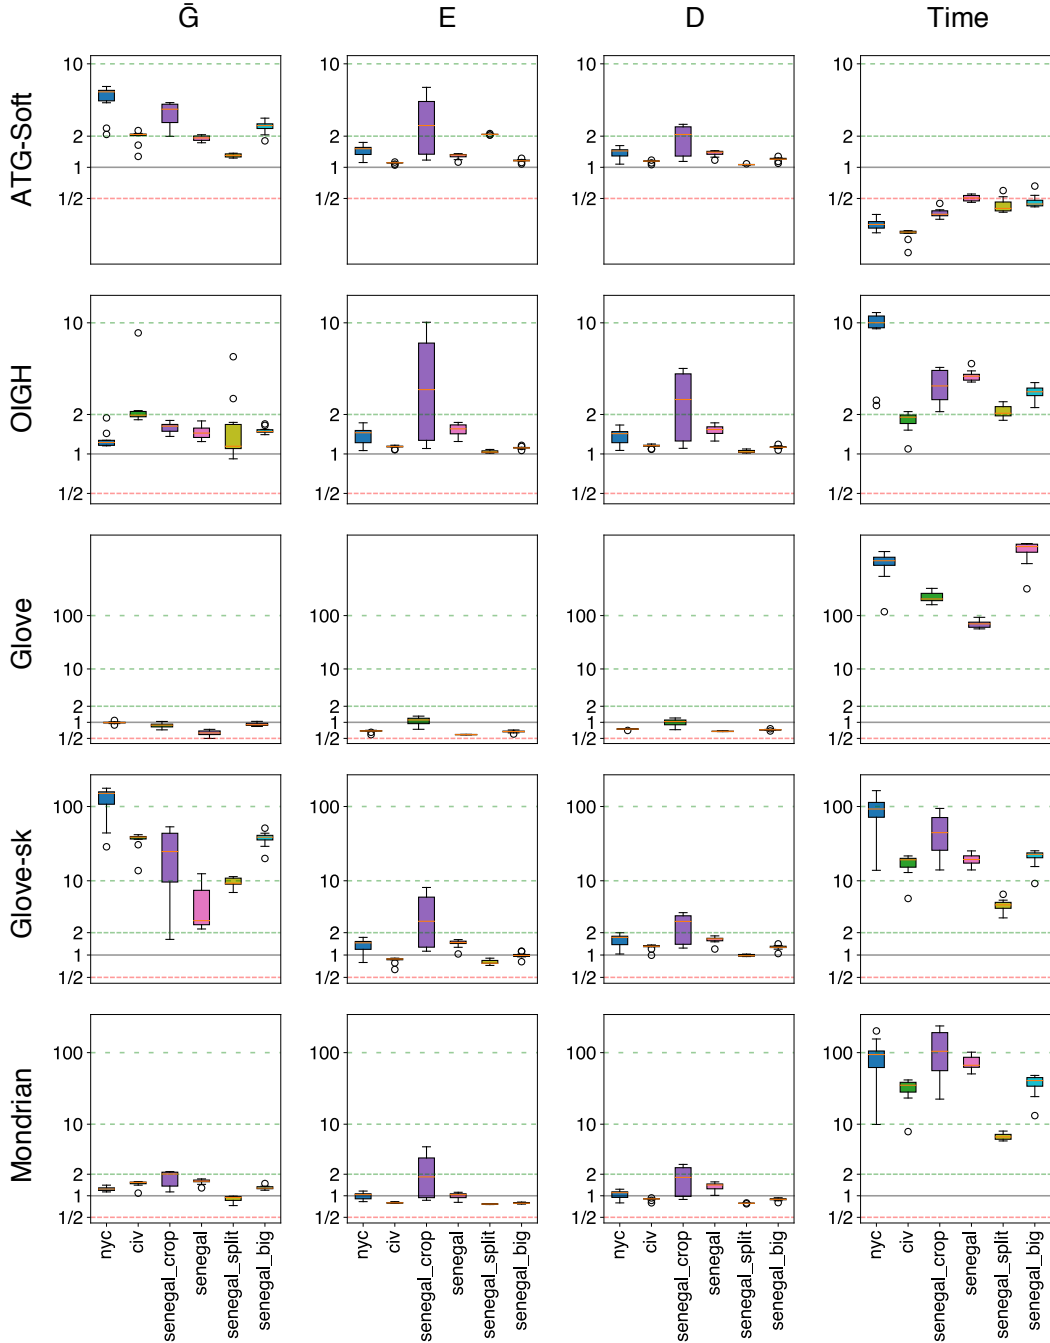 Ḡ E D Time
ATG-Soft
10 10 10 10
2 2 2 2
1 1 1 1
1/2 1/2 1/2 1/2
OIGH
10 10 10 10
2 2 2 2
1 1 1 1
1/2 1/2 1/2 1/2
Glove
100 100 100 100
10 10 10 10
2 2 2 2
1 1 1 1
1/2 1/2 1/2 1/2
Glove-sk
100 100 100 100
10 10 10 10
2 2 2 2
1 1 1 1
1/2 1/2 1/2 1/2
Mondrian
100 100 100 100
10 10 10 10
2 2 2 2
1 1 1 1
1/2 1/2 1/2 1/2
nyc civ senegal_crop senegal senegal_split senegal_big
nyc civ senegal_crop senegal senegal_split senegal_big
nyc civ senegal_crop senegal senegal_split senegal_big
nyc civ senegal_crop senegal senegal_split senegal_big